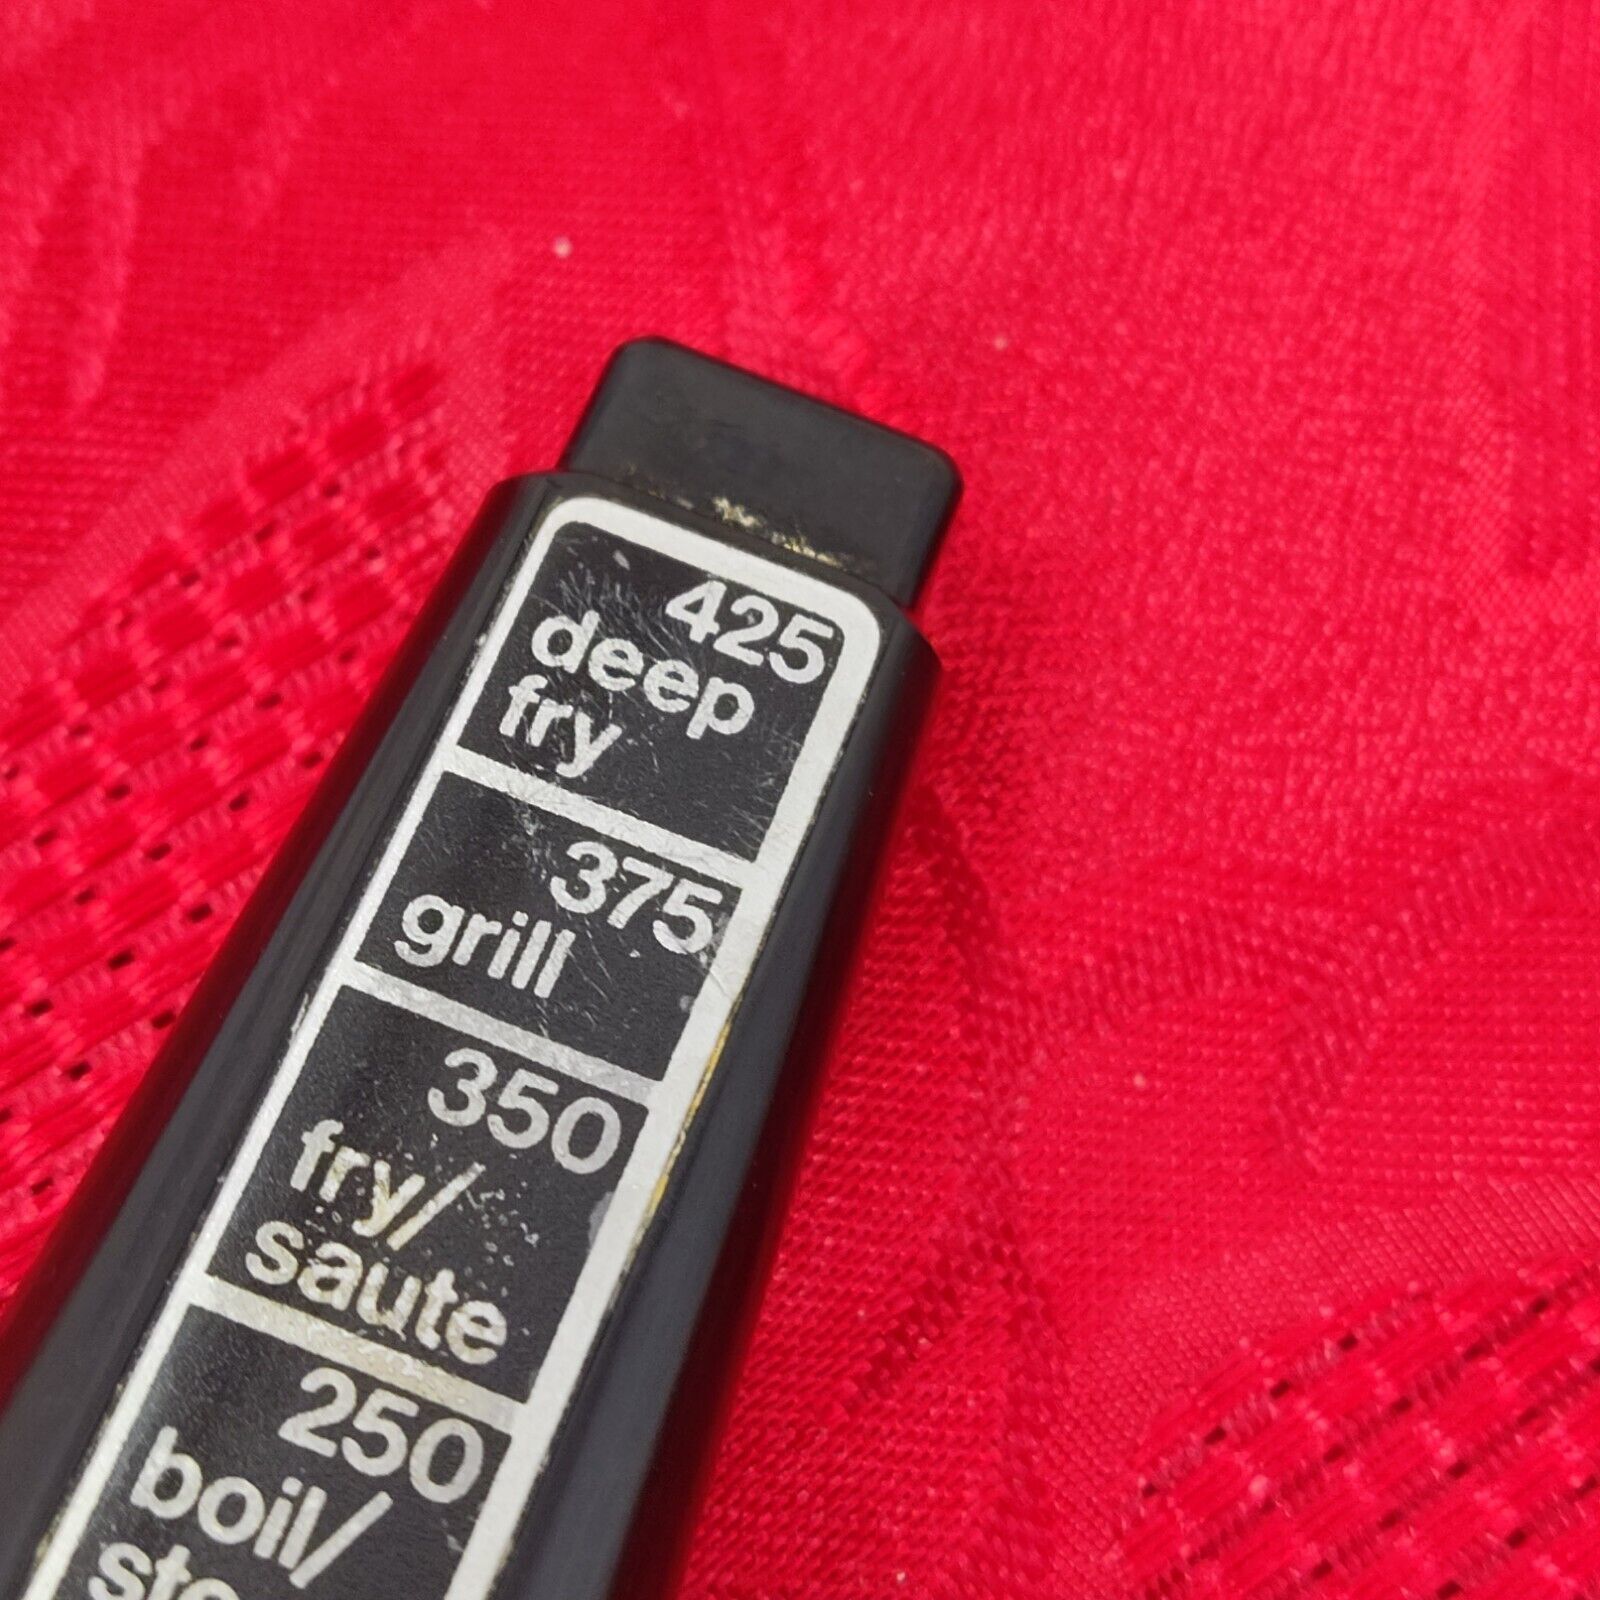 425
deep
fry
375
grill
350
fry/
saute
250
boil/